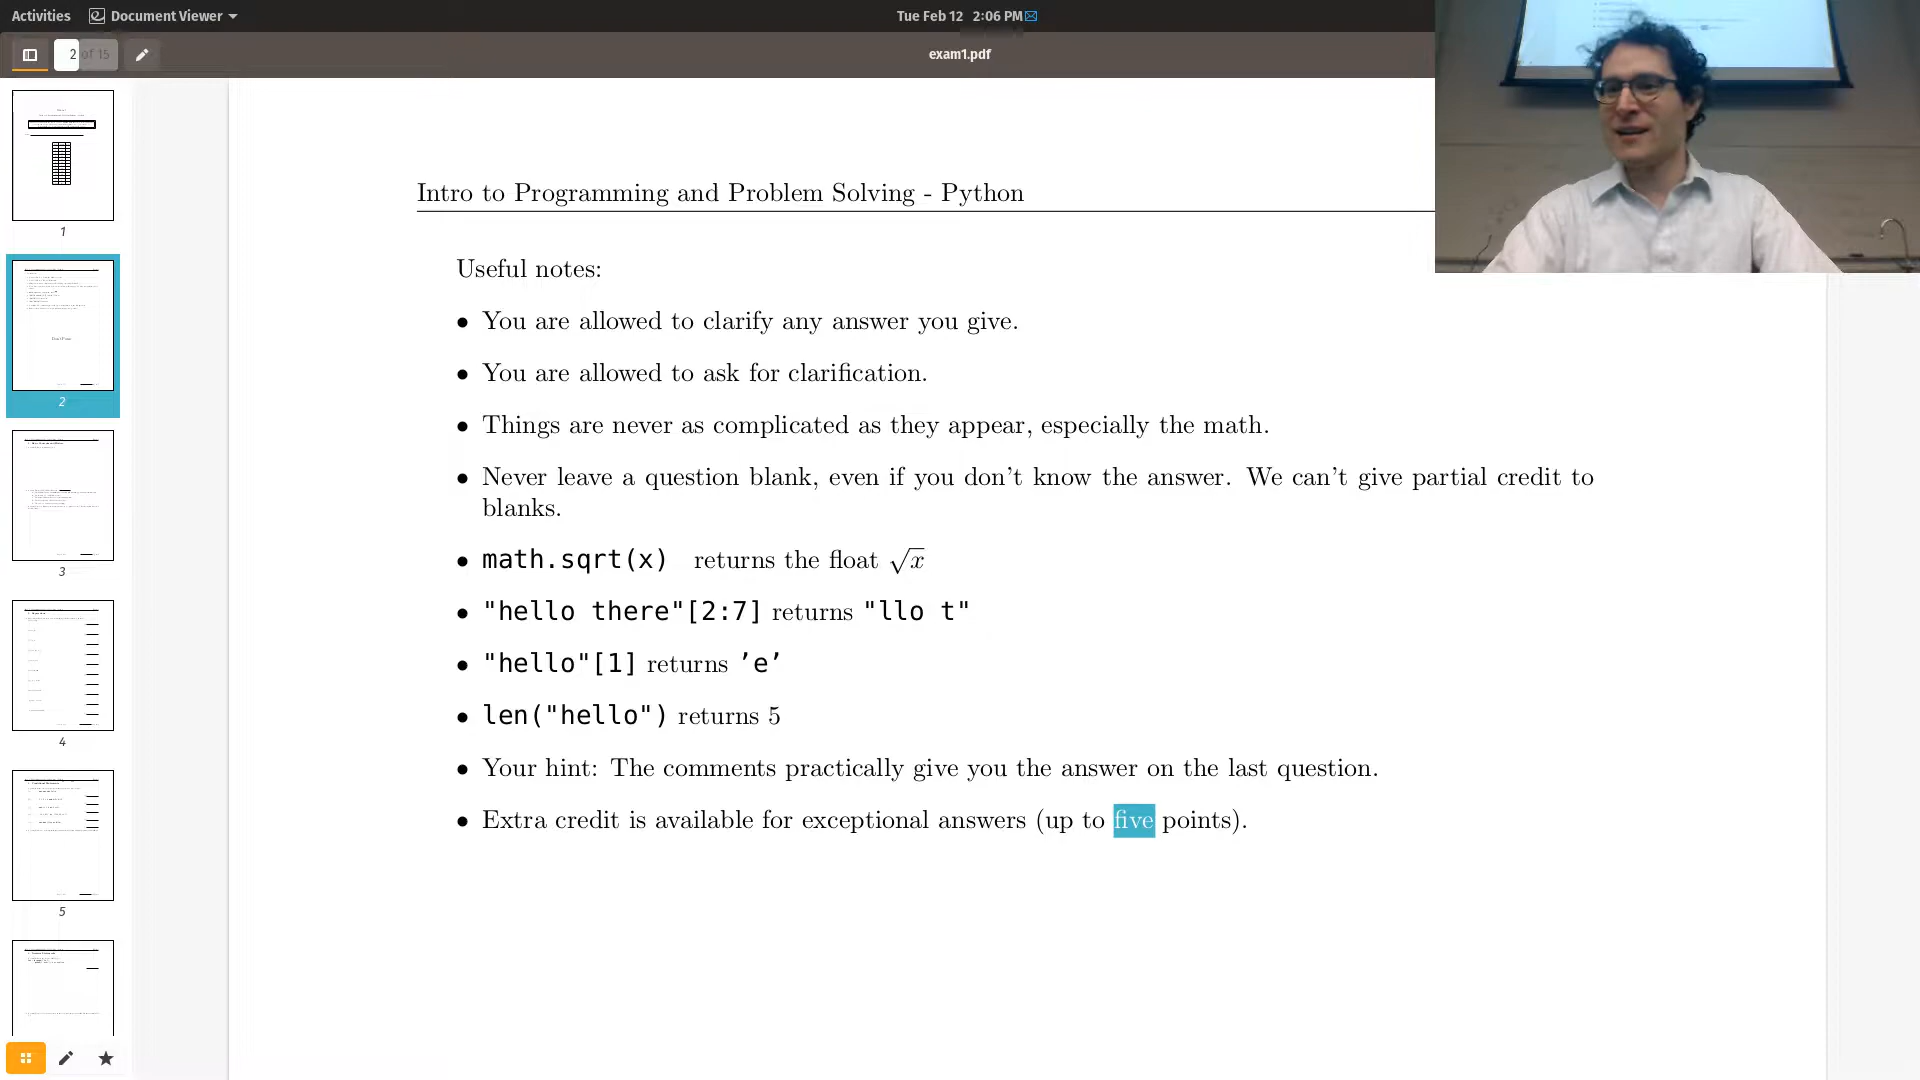 Activities
Document Viewer
Tue Feb 12 2:06 PM
2 of 15
exam1.pdf
Intro to Programming and Problem Solving - Python
Useful notes:
• You are allowed to clarify any answer you give.
• You are allowed to ask for clarification.
• Things are never as complicated as they appear, especially the math.
• Never leave a question blank, even if you don't know the answer. We can't give partial credit to
blanks.
• math.sqrt(x) returns the float √x
• "hello there"[2:7] returns "llo t"
• "hello"[1] returns ’e’
• len("hello") returns 5
• Your hint: The comments practically give you the answer on the last question.
• Extra credit is available for exceptional answers (up to five points).
1
2
3
4
5